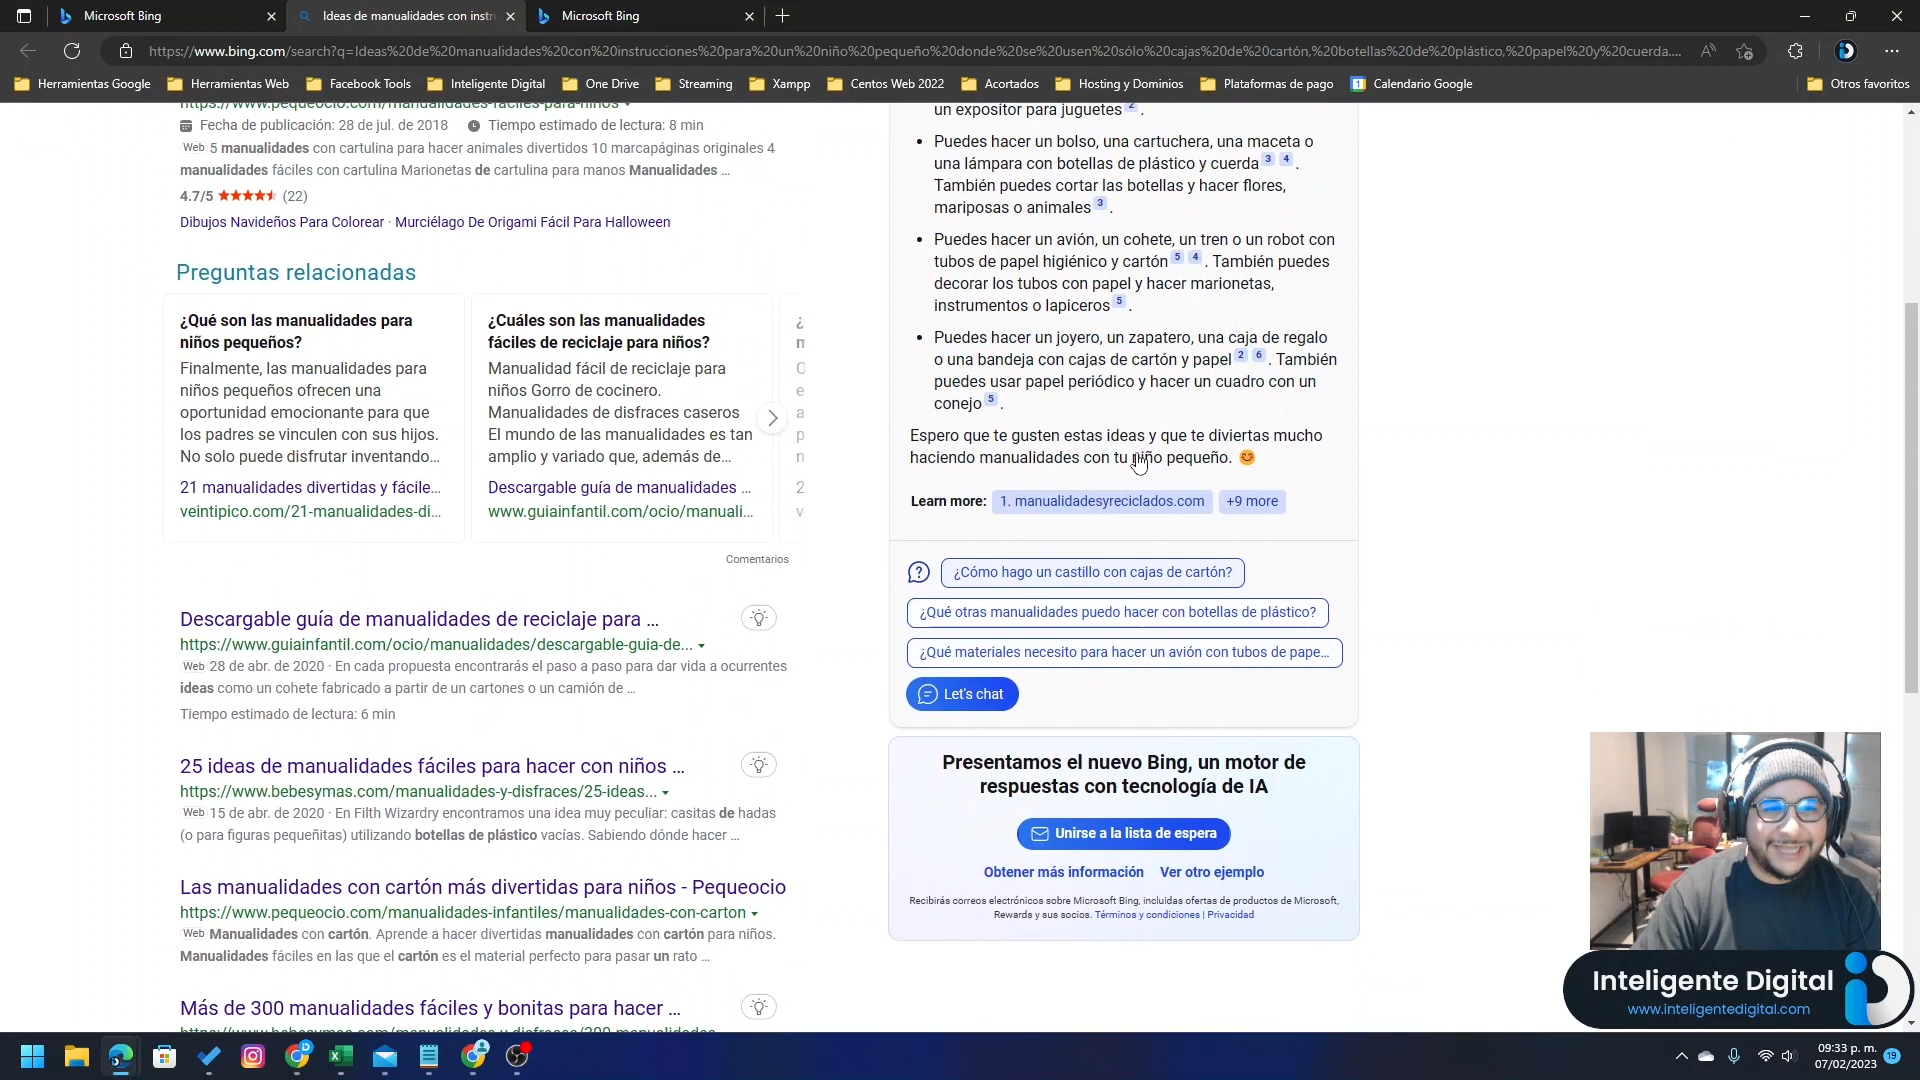 Microsoft Bing
Ideas de manualidades con instr
Microsoft Bing
https://www.bing.com/search?q=Ideas%20de%20manualidades%20con%20instrucciones%20para%20un%20niño%20pequeño%20donde%20se%20usen%20sólo%20cajas%20de%20cartón,%20botellas%20de%20plástico,%20papel%20y%20cuerda....
Herramientas Google
Herramientas Web
Facebook Tools
Inteligente Digital
One Drive
Streaming
Xampp
Centos Web 2022
Acortados
Hosting y Dominios
Plataformas de pago
Calendario Google
Otros favoritos
https://www.pequeocio.com/manualidades-faciles-para-ninos
Fecha de publicación: 28 de jul. de 2018 Tiempo estimado de lectura: 8 min
Web 5 manualidades con cartulina para hacer animales divertidos 10 marcapáginas originales 4
manualidades fáciles con cartulina Marionetas de cartulina para manos Manualidades ...
4.7/5 (22)
Dibujos Navideños Para Colorear · Murciélago De Origami Fácil Para Halloween
Preguntas relacionadas
¿Qué son las manualidades para
niños pequeños?
Finalmente, las manualidades para
niños pequeños ofrecen una
oportunidad emocionante para que
los padres se vinculen con sus hijos.
No solo puede disfrutar inventando...
21 manualidades divertidas y fácile...
veintipico.com/21-manualidades-di...
¿Cuáles son las manualidades
fáciles de reciclaje para niños?
Manualidad fácil de reciclaje para
niños Gorro de cocinero.
Manualidades de disfraces caseros
El mundo de las manualidades es tan
amplio y variado que, además de...
Descargable guía de manualidades ...
www.guiainfantil.com/ocio/manuali...
Comentarios
Descargable guía de manualidades de reciclaje para ...
https://www.guiainfantil.com/ocio/manualidades/descargable-guia-de...
Web 28 de abr. de 2020 · En cada propuesta encontrarás el paso a paso para dar vida a ocurrentes
ideas como un cohete fabricado a partir de un cartones o un camión de ...
Tiempo estimado de lectura: 6 min
25 ideas de manualidades fáciles para hacer con niños ...
https://www.bebesymas.com/manualidades-y-disfraces/25-ideas...
Web 15 de abr. de 2020 · En Filth Wizardry encontramos una idea muy peculiar: casitas de hadas
(o para figuras pequeñitas) utilizando botellas de plástico vacías. Sabiendo dónde hacer ...
Las manualidades con cartón más divertidas para niños - Pequeocio
https://www.pequeocio.com/manualidades-infantiles/manualidades-con-carton
Web Manualidades con cartón. Aprende a hacer divertidas manualidades con cartón para niños.
Manualidades fáciles en las que el cartón es el material perfecto para pasar un rato ...
Más de 300 manualidades fáciles y bonitas para hacer ...
un expositor para juguetes 2 .
• Puedes hacer un bolso, una cartuchera, una maceta o
una lámpara con botellas de plástico y cuerda 3 4 .
También puedes cortar las botellas y hacer flores,
mariposas o animales 3 .
• Puedes hacer un avión, un cohete, un tren o un robot con
tubos de papel higiénico y cartón 5 4 . También puedes
decorar los tubos con papel y hacer marionetas,
instrumentos o lapiceros 5 .
• Puedes hacer un joyero, un zapatero, una caja de regalo
o una bandeja con cajas de cartón y papel 2 6 . También
puedes usar papel periódico y hacer un cuadro con un
conejo 5 .
Espero que te gusten estas ideas y que te diviertas mucho
haciendo manualidades con tu niño pequeño. 😊
Learn more: 1. manualidadesyreciclados.com +9 more
¿Cómo hago un castillo con cajas de cartón?
¿Qué otras manualidades puedo hacer con botellas de plástico?
¿Qué materiales necesito para hacer un avión con tubos de pape...
Let's chat
Presentamos el nuevo Bing, un motor de
respuestas con tecnología de IA
Unirse a la lista de espera
Obtener más información Ver otro ejemplo
Recibirás correos electrónicos sobre Microsoft Bing, incluidas ofertas de productos de Microsoft,
Rewards y sus socios. Términos y condiciones | Privacidad
Inteligente Digital
www.inteligentedigital.com
09:33 p. m.
07/02/2023
19